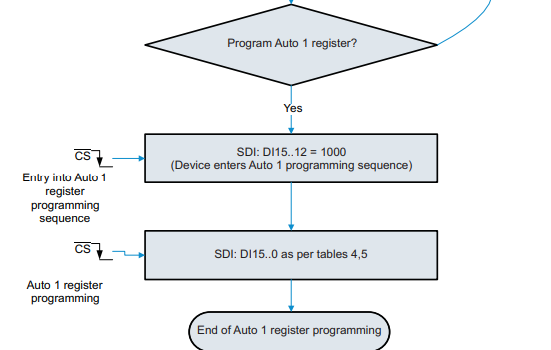 Program Auto 1 register?
Yes
CS
SDI: DI15..12 = 1000
(Device enters Auto 1 programming sequence)
Entry into Auto 1
register
programming
sequence
CS
SDI: DI15..0 as per tables 4,5
Auto 1 register
programming
End of Auto 1 register programming